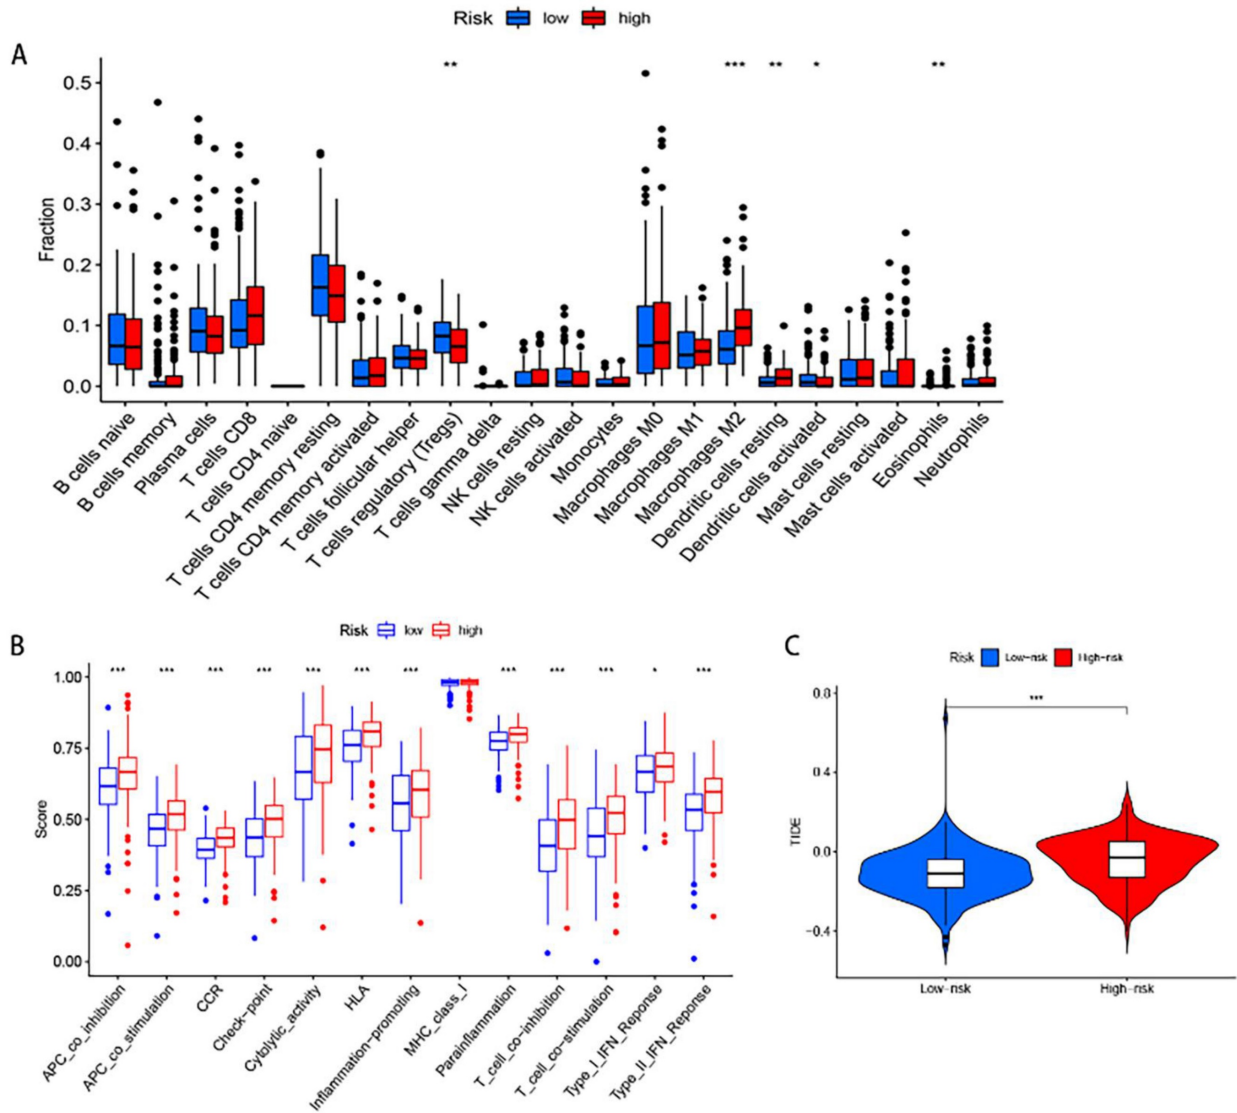 Risk low high
A
** *** ** * **
0.5
0.4
0.3
0.2
0.1
0.0
Fraction
B cells naive
B cells memory
Plasma cells
T cells CD8
T cells CD4 naive
T cells CD4 memory resting
T cells CD4 memory activated
T cells follicular helper
T cells regulatory (Tregs)
T cells gamma delta
NK cells resting
NK cells activated
Monocytes
Macrophages M0
Macrophages M1
Macrophages M2
Dendritic cells resting
Dendritic cells activated
Mast cells resting
Mast cells activated
Eosinophils
Neutrophils
B
Risk low high
*** *** *** *** *** *** *** *** *** *** * ***
1.00
0.75
0.50
0.25
0.00
Score
APC_co_inhibition
APC_co_stimulation
CCR
Check-point
Cytolytic_activity
HLA
Inflammation-promoting
MHC_class_I
Parainflammation
T_cell_co-inhibition
T_cell_co-stimulation
Type_I_IFN_Reponse
Type_II_IFN_Reponse
C
Risk Low-risk High-risk
***
0.8
0.4
0.0
-0.4
TIDE
Low-risk High-risk